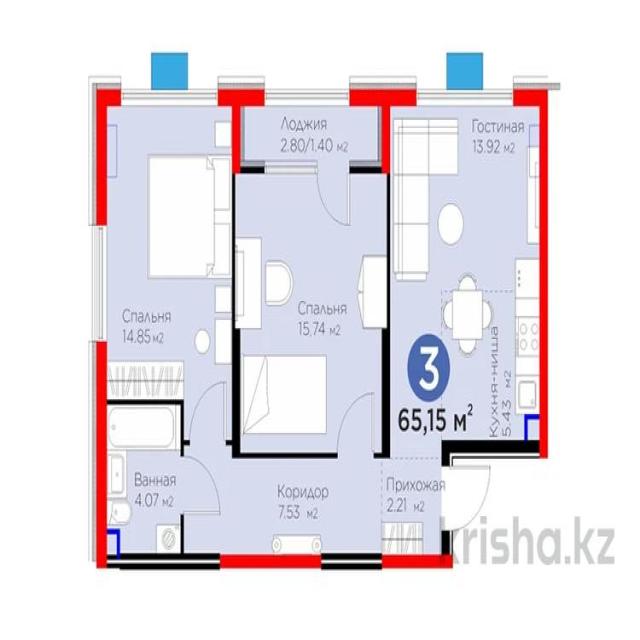 Лоджия
2.80/1.40 м2
Гостиная
13.92 м2
Спальня
14.85 м2
Спальня
15,74 м2
3
65,15 м²
Кухня-ниша
5.43 м2
Ванная
4.07 м2
Коридор
7.53 м2
Прихожая
2.21 м2
krisha.kz